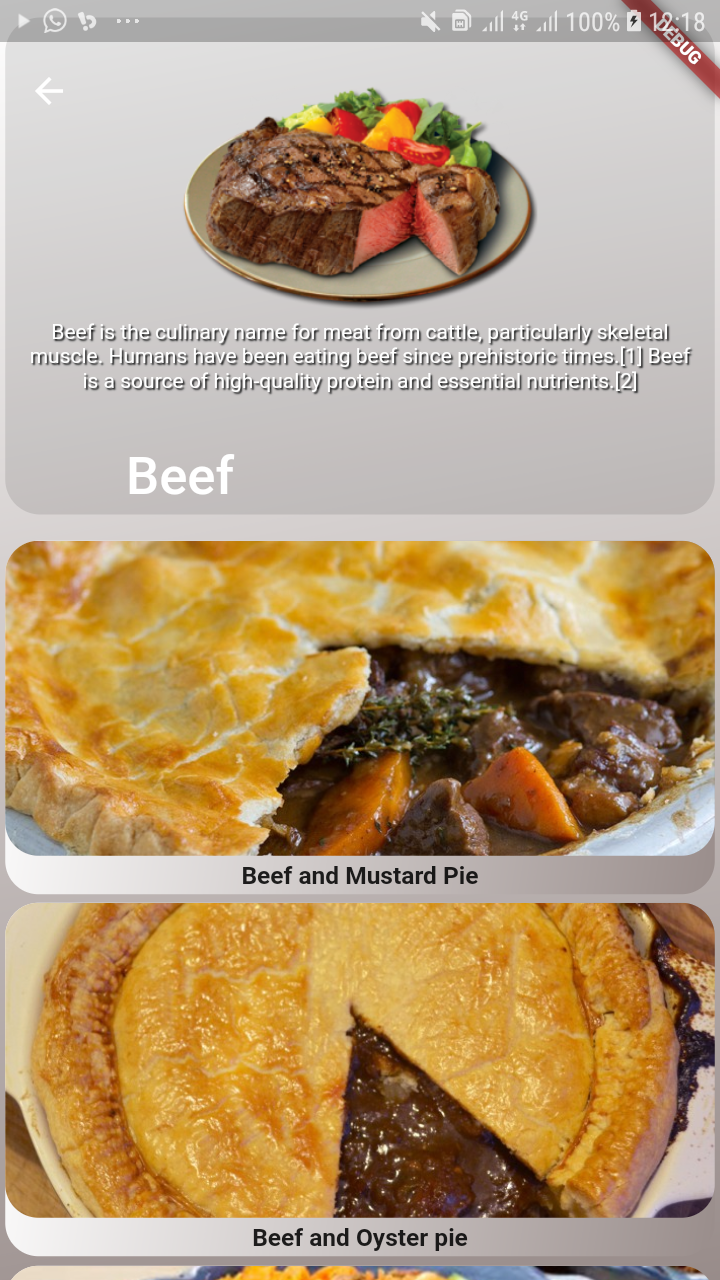 4G 100% 12:18
DEBUG
Beef is the culinary name for meat from cattle, particularly skeletal
muscle. Humans have been eating beef since prehistoric times.[1] Beef
is a source of high-quality protein and essential nutrients.[2]
Beef
Beef and Mustard Pie
Beef and Oyster pie